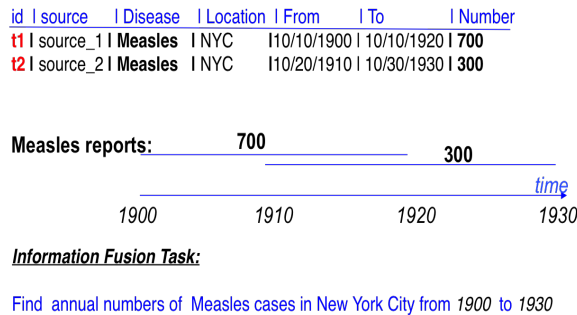 id | source | Disease | Location | From | To | Number
t1 | source_1 | Measles | NYC |10/10/1900 | 10/10/1920 | 700
t2 | source_2 | Measles | NYC |10/20/1910 | 10/30/1930 | 300
Measles reports: 700
300
time
1900 1910 1920 1930
Information Fusion Task:
Find annual numbers of Measles cases in New York City from 1900 to 1930